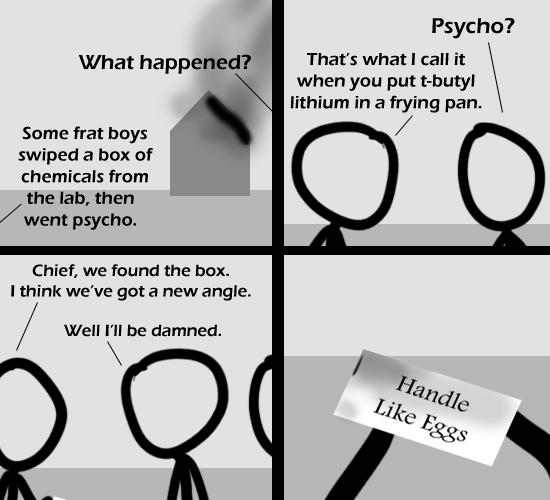 What happened?
Some frat boys
swiped a box of
chemicals from
the lab, then
went psycho.
Psycho?
That's what I call it
when you put t-butyl
lithium in a frying pan.
Chief, we found the box.
I think we've got a new angle.
Well I'll be damned.
Handle
Like Eggs